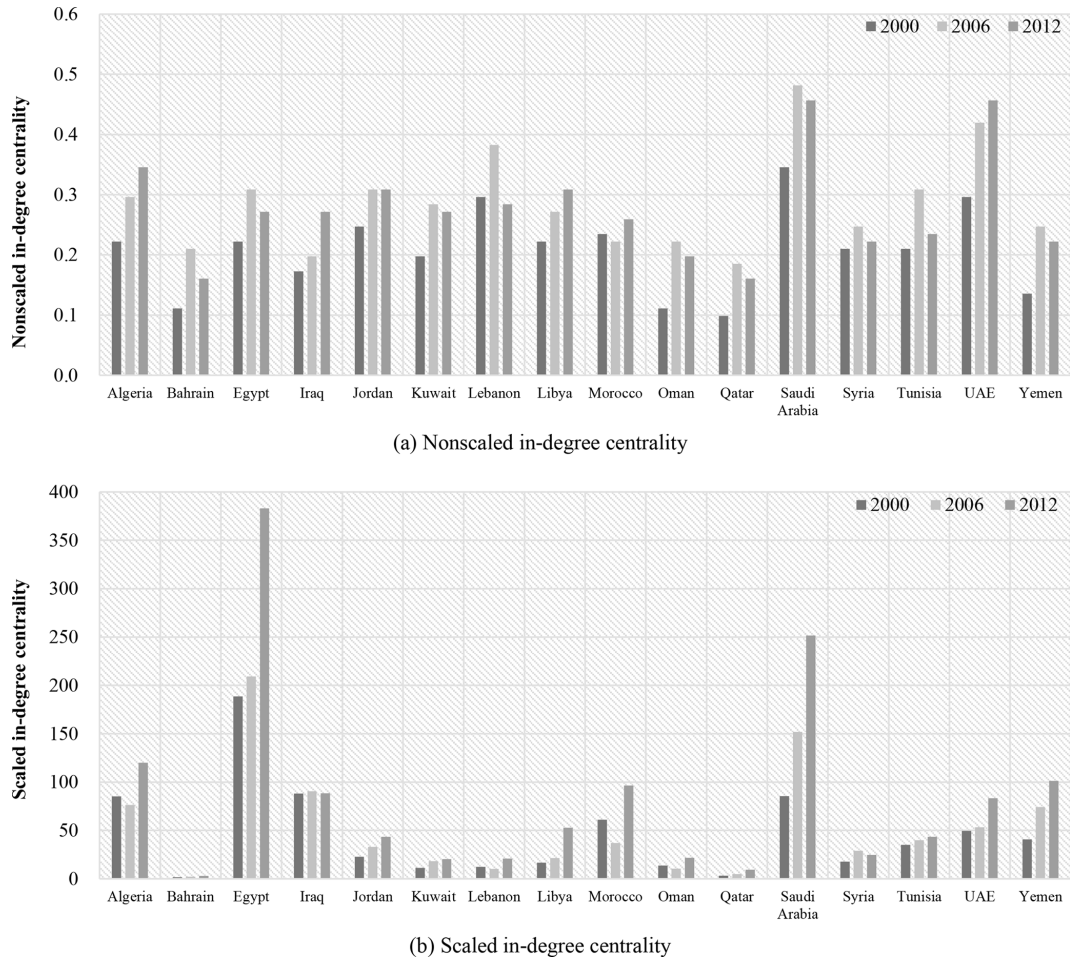 0.6
2000 2006 2012
0.5
0.4
0.3
0.2
0.1
0.0
Nonscaled in-degree centrality
Algeria Bahrain Egypt Iraq Jordan Kuwait Lebanon Libya Morocco Oman Qatar Saudi Arabia Syria Tunisia UAE Yemen
(a) Nonscaled in-degree centrality
400
2000 2006 2012
350
300
250
200
150
100
50
0
Scaled in-degree centrality
Algeria Bahrain Egypt Iraq Jordan Kuwait Lebanon Libya Morocco Oman Qatar Saudi Arabia Syria Tunisia UAE Yemen
(b) Scaled in-degree centrality